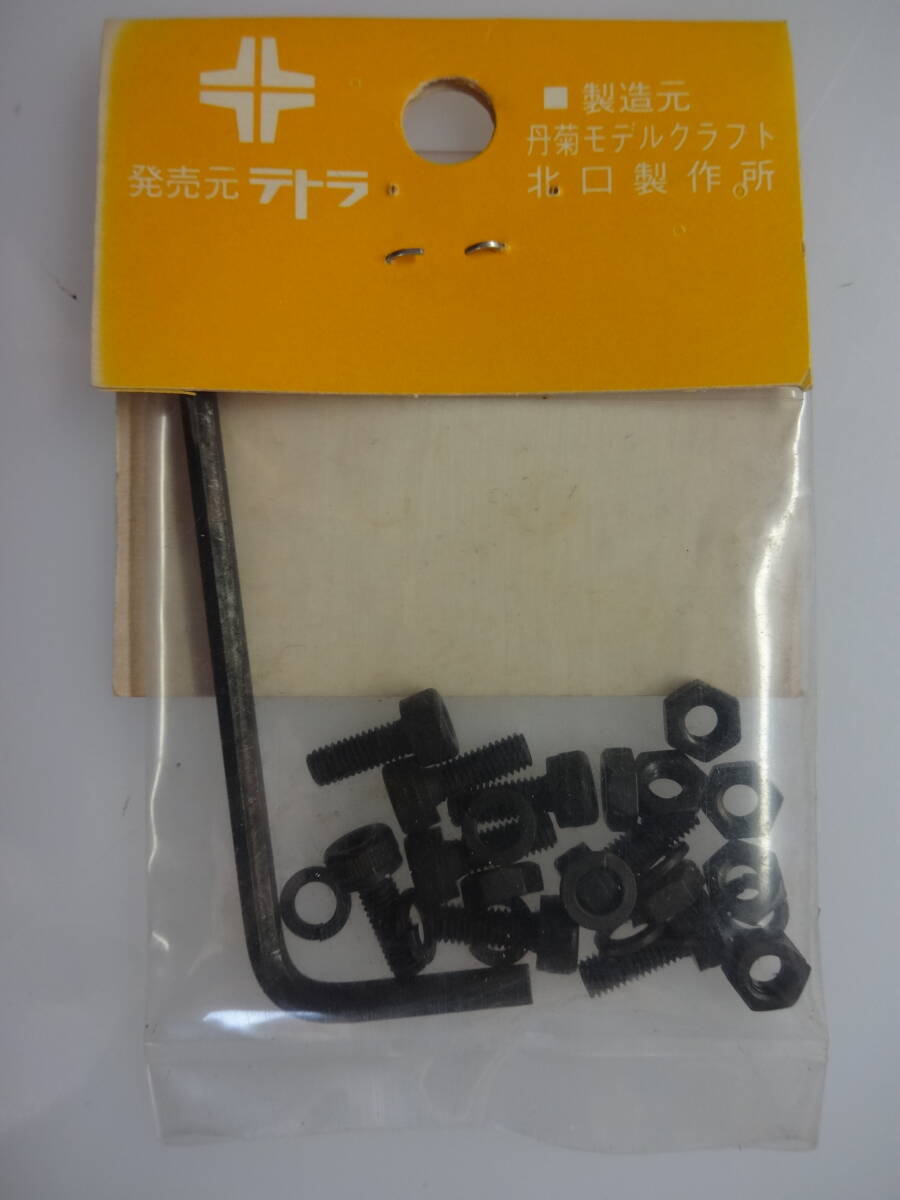 発売元 テトラ
■ 製造元
丹菊モデルクラフト
北口製作所